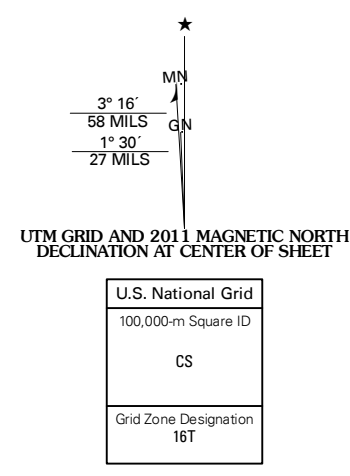 ★
MN
3° 16´
58 MILS
GN
1° 30´
27 MILS
UTM GRID AND 2011 MAGNETIC NORTH
DECLINATION AT CENTER OF SHEET
U.S. National Grid
100,000-m Square ID
CS
Grid Zone Designation
16T